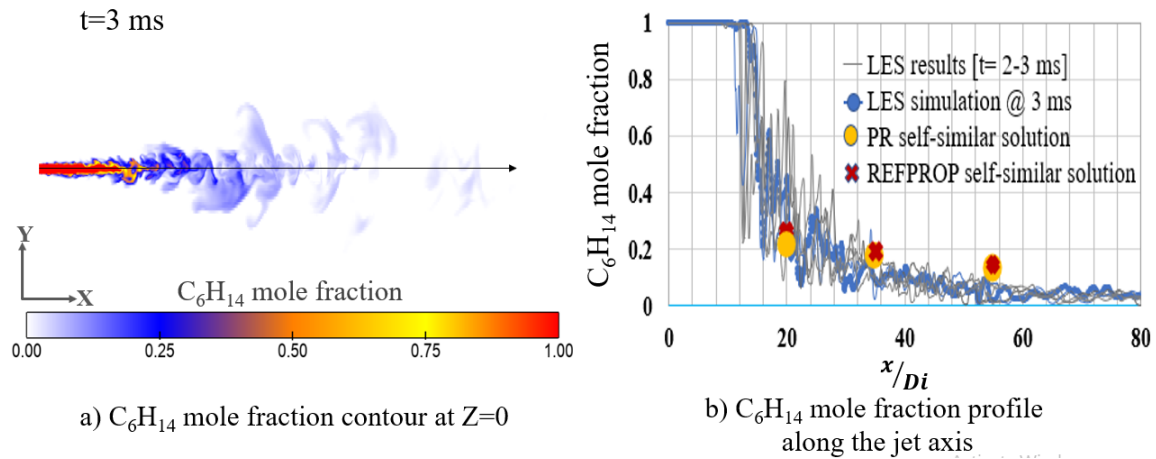 t=3 ms
Y
X
C₆H₁₄ mole fraction
0.00 0.25 0.50 0.75 1.00
a) C₆H₁₄ mole fraction contour at Z=0
C₆H₁₄ mole fraction
1
0.8
0.6
0.4
0.2
0
LES results [t= 2-3 ms]
LES simulation @ 3 ms
PR self-similar solution
REFPROP self-similar solution
0 20 40 60 80
x/Di
b) C₆H₁₄ mole fraction profile
along the jet axis